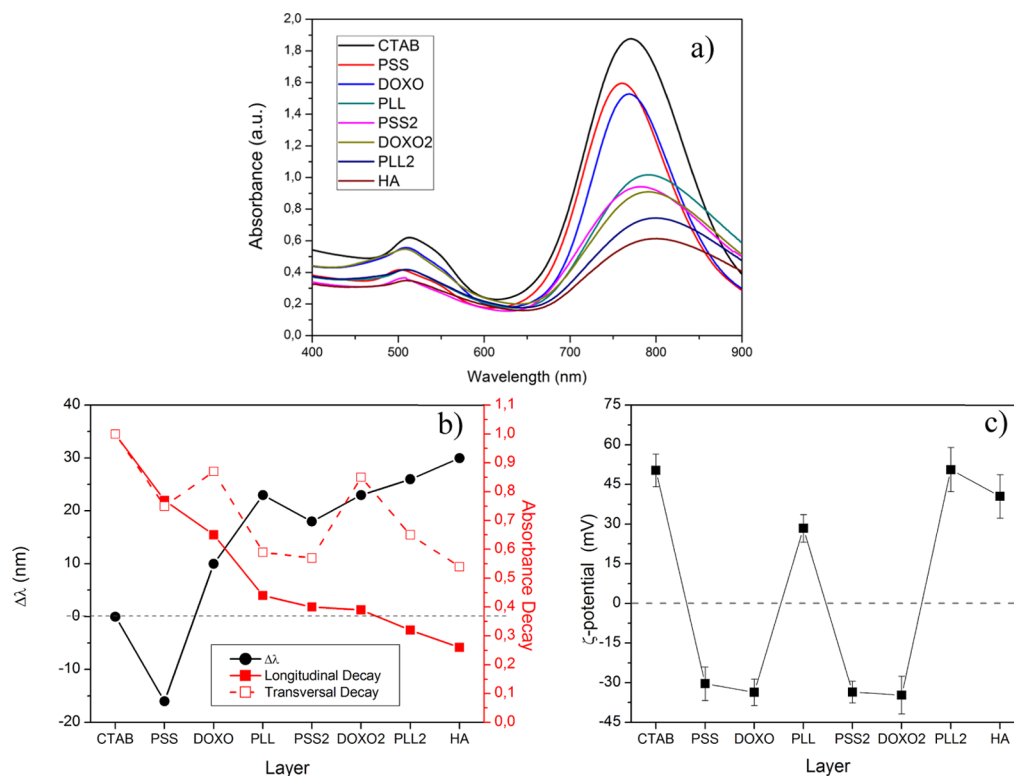 a)
2,0
1,8
1,6
1,4
1,2
1,0
0,8
0,6
0,4
0,2
0,0
Absorbance (a.u.)
CTAB
PSS
DOXO
PLL
PSS2
DOXO2
PLL2
HA
400 500 600 700 800 900
Wavelength (nm)
b)
40
30
20
10
0
-10
-20
Δλ (nm)
1,1
1,0
0,9
0,8
0,7
0,6
0,5
0,4
0,3
0,2
0,1
0,0
Absorbance Decay
Δλ
Longitudinal Decay
Transversal Decay
CTAB PSS DOXO PLL PSS2 DOXO2 PLL2 HA
Layer
c)
75
60
45
30
15
0
-15
-30
-45
ζ-potential (mV)
CTAB PSS DOXO PLL PSS2 DOXO2 PLL2 HA
Layer